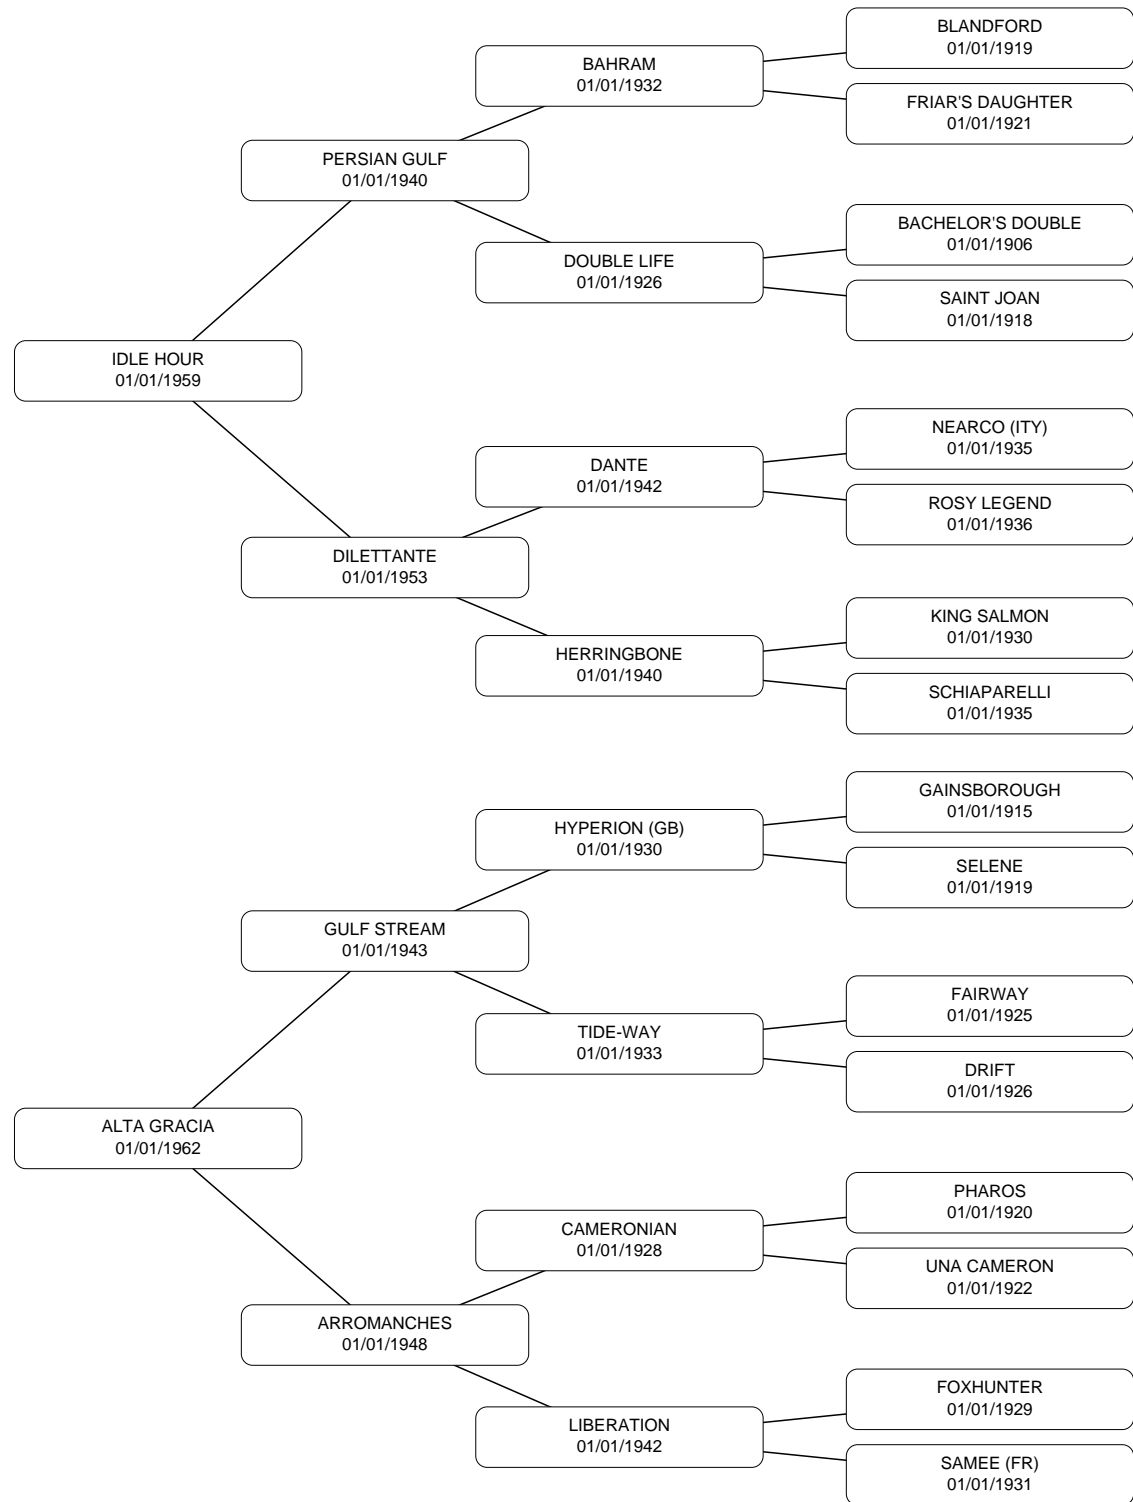 BLANDFORD
01/01/1919
BAHRAM
01/01/1932
FRIAR'S DAUGHTER
01/01/1921
PERSIAN GULF
01/01/1940
BACHELOR'S DOUBLE
01/01/1906
DOUBLE LIFE
01/01/1926
SAINT JOAN
01/01/1918
IDLE HOUR
01/01/1959
NEARCO (ITY)
01/01/1935
DANTE
01/01/1942
ROSY LEGEND
01/01/1936
DILETTANTE
01/01/1953
KING SALMON
01/01/1930
HERRINGBONE
01/01/1940
SCHIAPARELLI
01/01/1935
GAINSBOROUGH
01/01/1915
HYPERION (GB)
01/01/1930
SELENE
01/01/1919
GULF STREAM
01/01/1943
FAIRWAY
01/01/1925
TIDE-WAY
01/01/1933
DRIFT
01/01/1926
ALTA GRACIA
01/01/1962
PHAROS
01/01/1920
CAMERONIAN
01/01/1928
UNA CAMERON
01/01/1922
ARROMANCHES
01/01/1948
FOXHUNTER
01/01/1929
LIBERATION
01/01/1942
SAMEE (FR)
01/01/1931